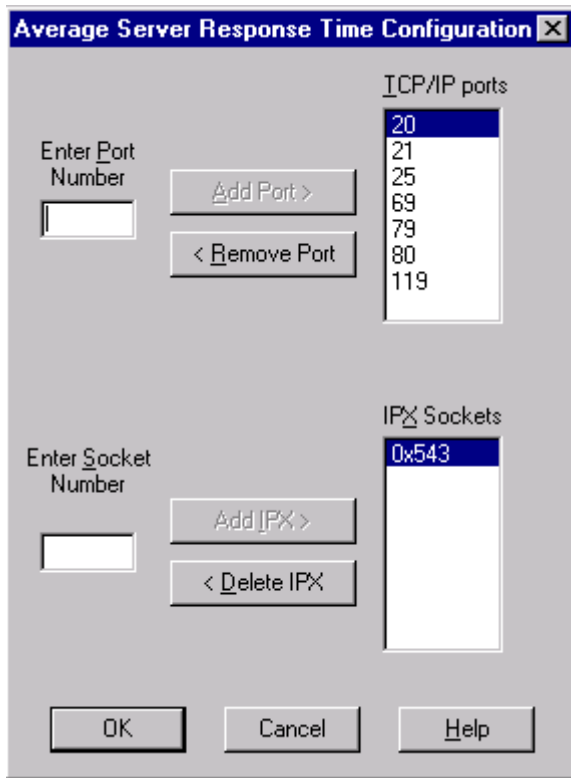 Average Server Response Time Configuration
TCP/IP ports
Enter Port
Number
Add Port >
< Remove Port
20
21
25
69
79
80
119
IPX Sockets
Enter Socket
Number
Add IPX >
< Delete IPX
0x543
OK
Cancel
Help